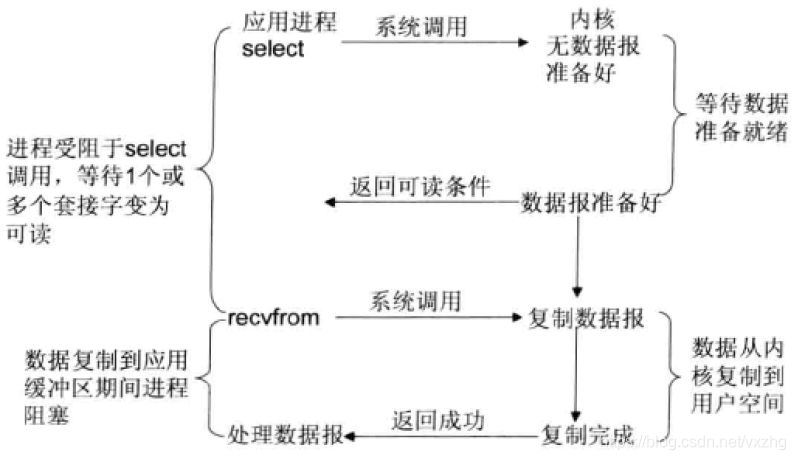 应用进程
select
系统调用
内核
无数据报
准备好
等待数据
准备就绪
进程受阻于select
调用，等待1个或
多个套接字变为
可读
返回可读条件
数据报准备好
recvfrom
系统调用
复制数据报
数据复制到应用
缓冲区期间进程
阻塞
数据从内
核复制到
用户空间
处理数据报
返回成功
复制完成
https://blog.csdn.net/vxzhg